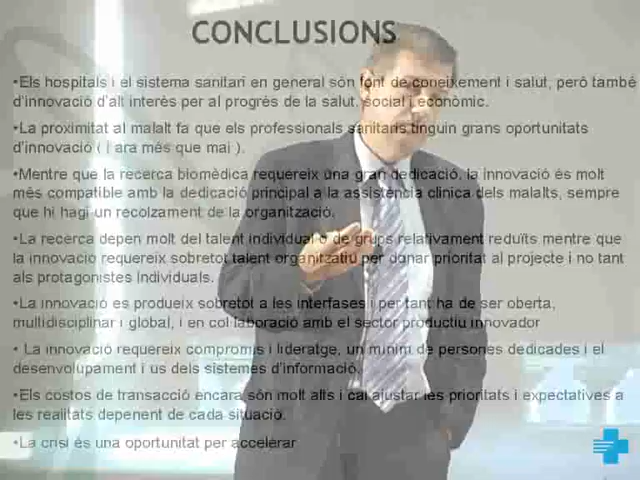 CONCLUSIONS
•Els hospitals i el sistema sanitari en general són font de coneixement i salut, però també
d'innovació d'alt interès per al progrés de la salut, social i econòmic.
•La proximitat al malalt fa que els professionals sanitaris tinguin grans oportunitats
d'innovació ( i ara més que mai ).
•Mentre que la recerca biomèdica requereix una gran dedicació, la innovació és molt
més compatible amb la dedicació principal a la assistència clínica dels malalts, sempre
que hi hagi un recolzament de la organització.
•La recerca depen molt del talent individual o de grups relativament reduïts mentre que
la innovació requereix sobretot talent organitzatiu per donar prioritat al projecte i no tant
als protagonistes Individuals.
•La innovació es produeix sobretot a les interfases i per tant ha de ser oberta,
multidisciplinar i global, i en col·laboració amb el sector productiu innovador
• La innovació requereix compromís i lideratge, un mínim de persones dedicades i el
desenvolupament i us dels sistemes d'informació.
•Els costos de transacció encara són molt alts i cal ajustar les prioritats i expectatives a
les realitats depenent de cada situació.
•La crisi és una oportunitat per accelerar